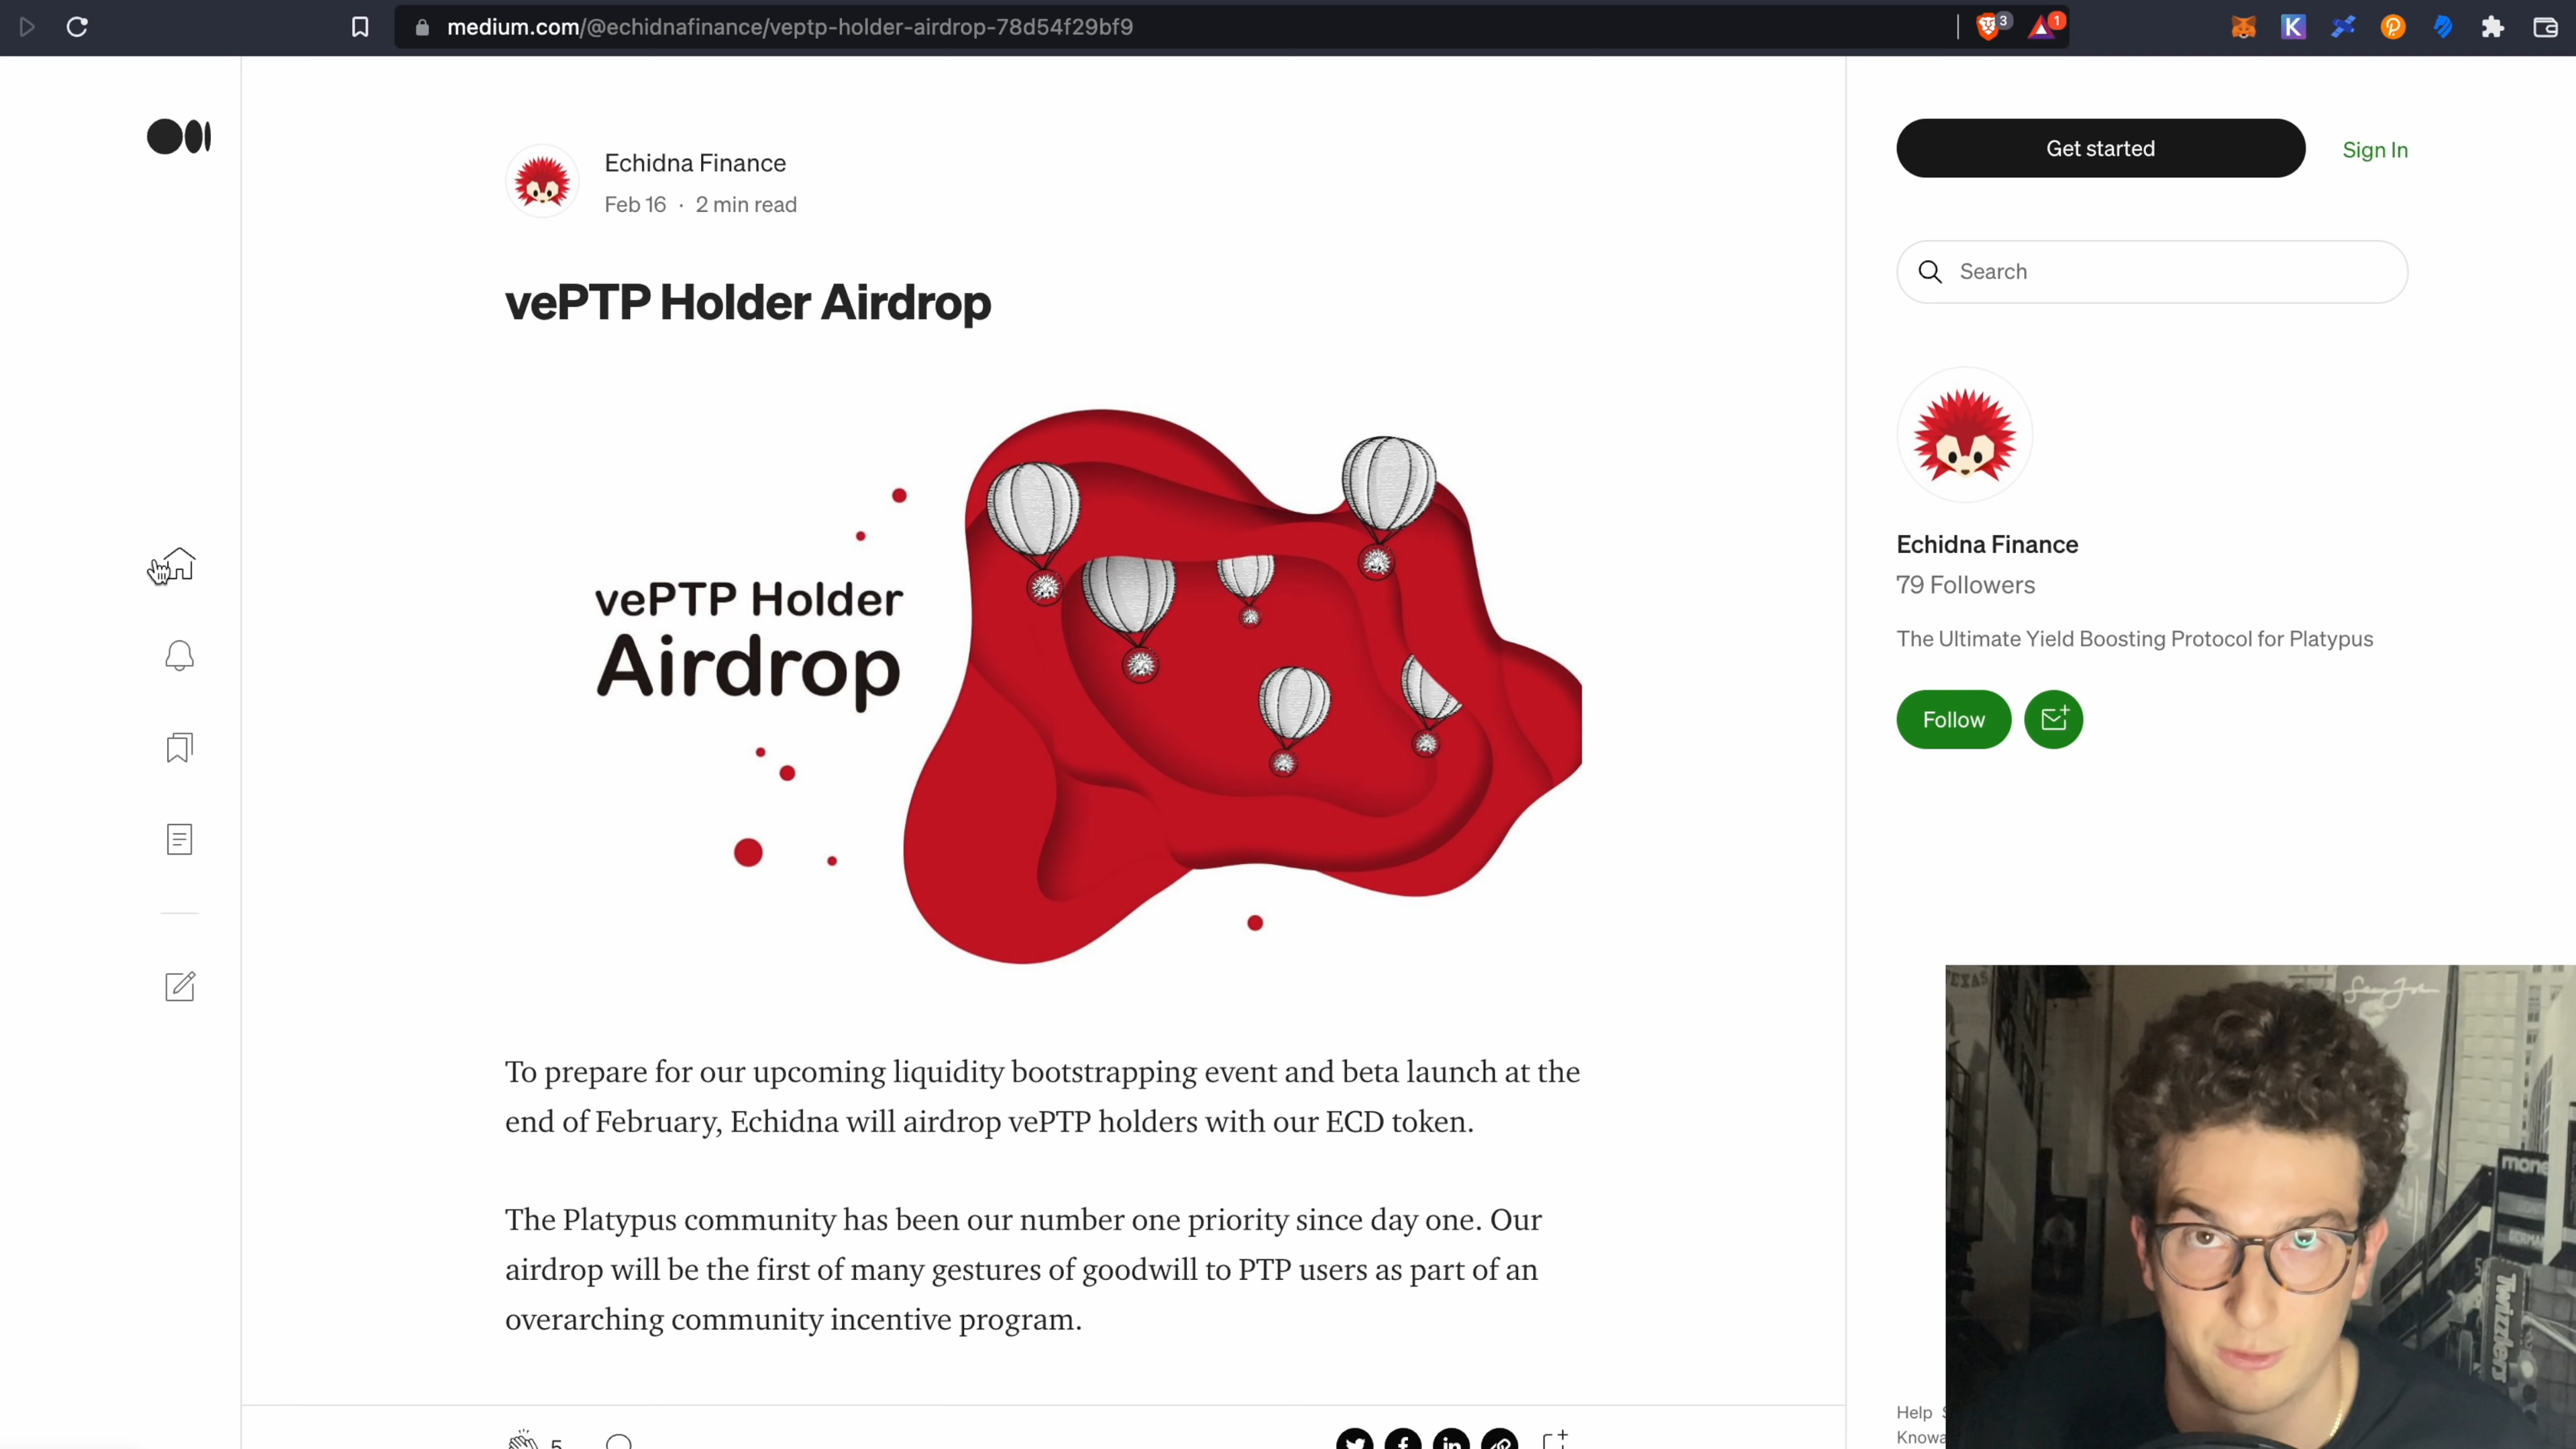 medium.com/@echidnafinance/veptp-holder-airdrop-78d54f29bf9
3
1
K
Echidna Finance
Feb 16 · 2 min read
vePTP Holder Airdrop
vePTP Holder
Airdrop
To prepare for our upcoming liquidity bootstrapping event and beta launch at the
end of February, Echidna will airdrop vePTP holders with our ECD token.
The Platypus community has been our number one priority since day one. Our
airdrop will be the first of many gestures of goodwill to PTP users as part of an
overarching community incentive program.
5
Get started
Sign In
Search
Echidna Finance
79 Followers
The Ultimate Yield Boosting Protocol for Platypus
Follow
Help
TEXAS
Twizzlers